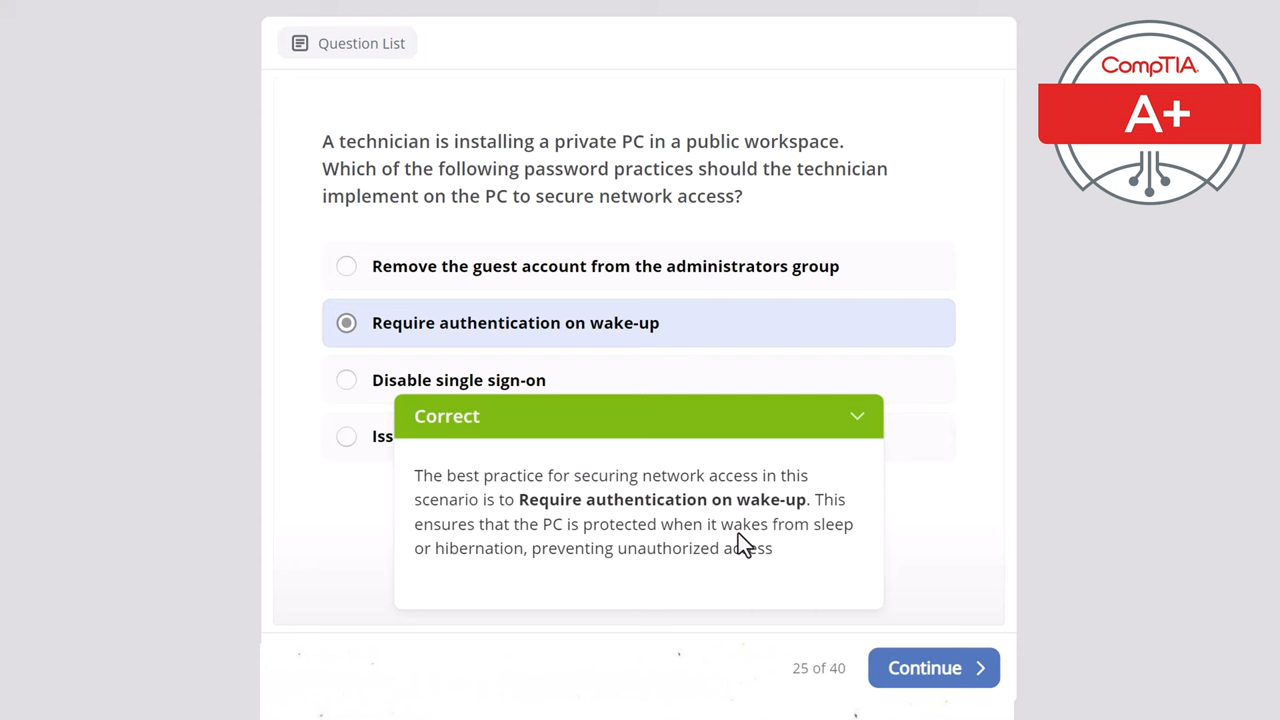 Question List
CompTIA
A+
A technician is installing a private PC in a public workspace.
Which of the following password practices should the technician
implement on the PC to secure network access?
Remove the guest account from the administrators group
Require authentication on wake-up
Disable single sign-on
Iss
Correct
The best practice for securing network access in this
scenario is to Require authentication on wake-up. This
ensures that the PC is protected when it wakes from sleep
or hibernation, preventing unauthorized access
25 of 40
Continue